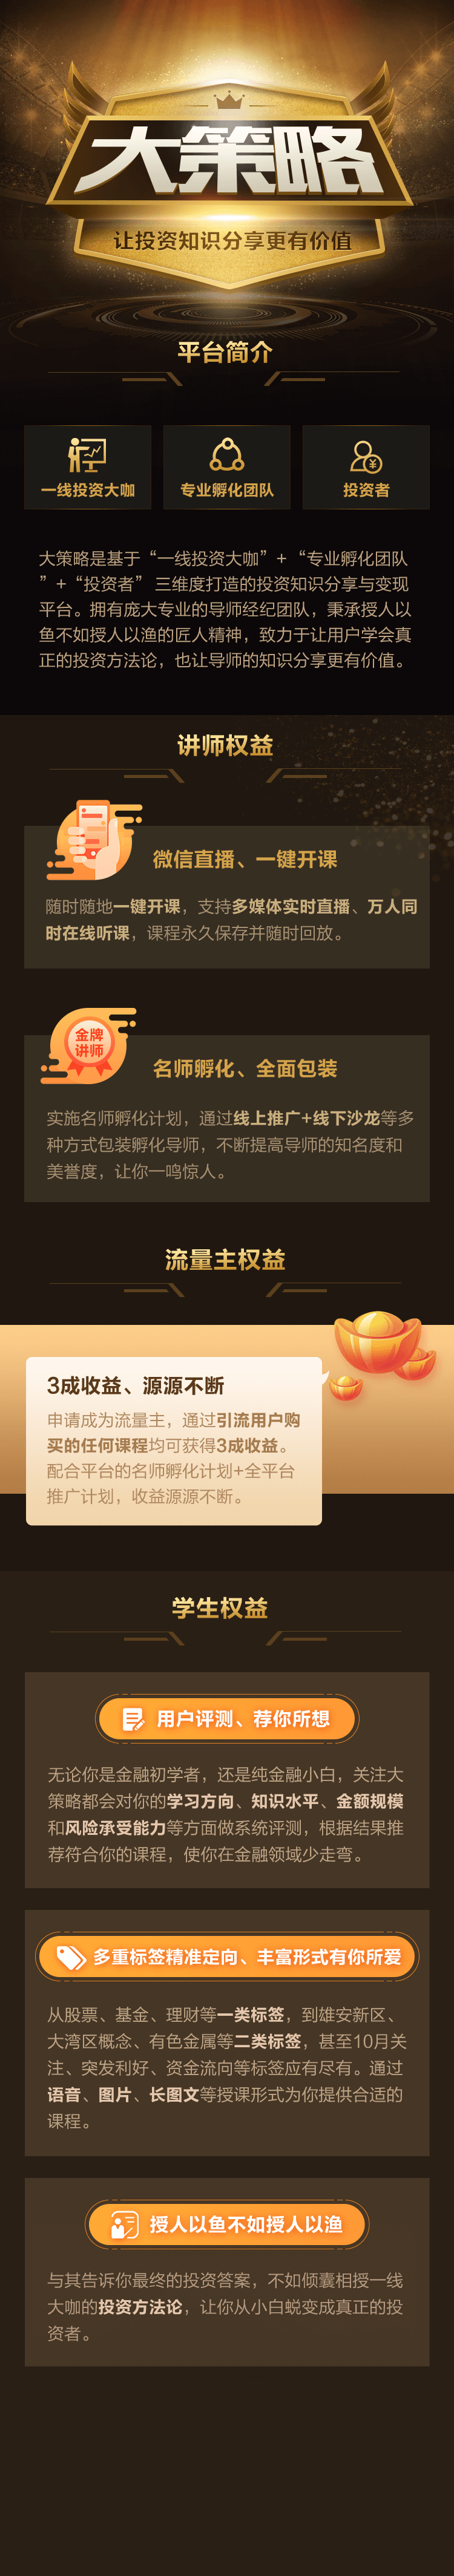 大策略
让投资知识分享更有价值
平台简介
一线投资大咖
专业孵化团队
投资者
大策略是基于“一线投资大咖”+“专业孵化团队
”+“投资者” 三维度打造的投资知识分享与变现
平台。拥有庞大专业的导师经纪团队，秉承授人以
鱼不如授人以渔的匠人精神，致力于让用户学会真
正的投资方法论，也让导师的知识分享更有价值。
讲师权益
微信直播、一键开课
随时随地一键开课，支持多媒体实时直播、万人同
时在线听课，课程永久保存并随时回放。
金牌
讲师
名师孵化、全面包装
实施名师孵化计划，通过线上推广+线下沙龙等多
种方式包装孵化导师，不断提高导师的知名度和
美誉度，让你一鸣惊人。
流量主权益
3成收益、源源不断
申请成为流量主，通过引流用户购
买的任何课程均可获得3成收益。
配合平台的名师孵化计划+全平台
推广计划，收益源源不断。
学生权益
用户评测、荐你所想
无论你是金融初学者，还是纯金融小白，关注大
策略都会对你的学习方向、知识水平、金额规模
和风险承受能力等方面做系统评测，根据结果推
荐符合你的课程，使你在金融领域少走弯。
多重标签精准定向、丰富形式有你所爱
从股票、基金、理财等一类标签，到雄安新区、
大湾区概念、有色金属等二类标签，甚至10月关
注、突发利好、资金流向等标签应有尽有。通过
语音、图片、长图文等授课形式为你提供合适的
课程。
授人以鱼不如授人以渔
与其告诉你最终的投资答案，不如倾囊相授一线
大咖的投资方法论，让你从小白蜕变成真正的投
资者。